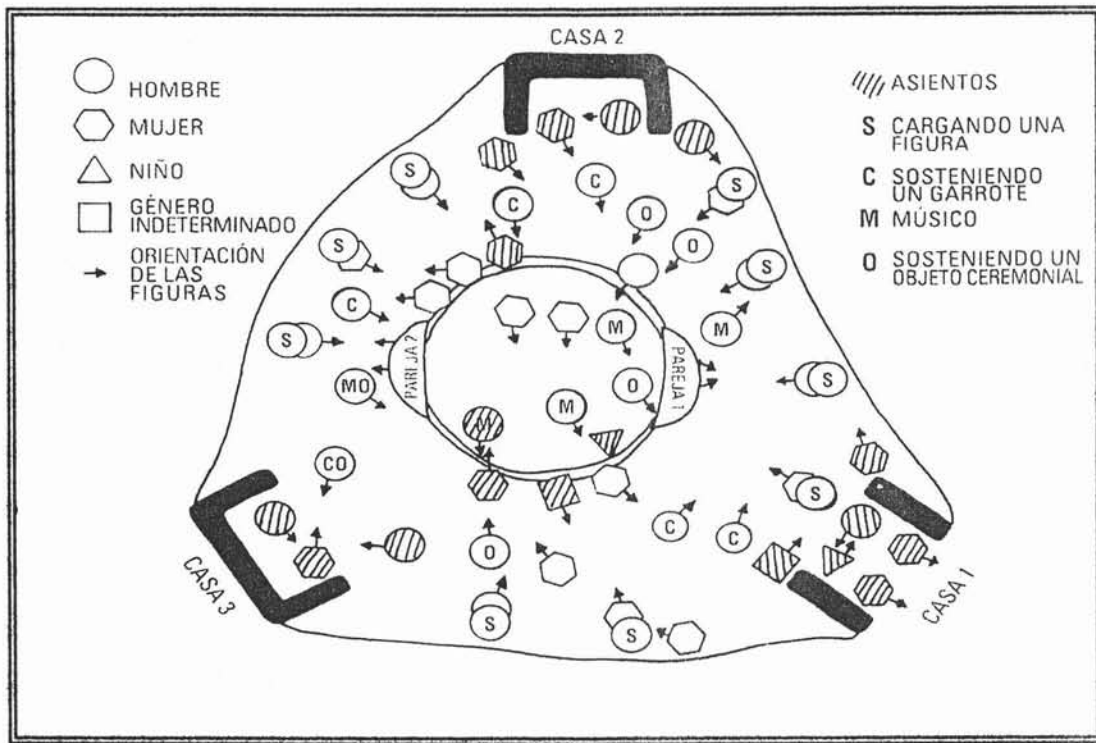 CASA 2
HOMBRE
MUJER
NIÑO
GÉNERO
INDETERMINADO
ORIENTACIÓN
DE LAS
FIGURAS
ASIENTOS
S CARGANDO UNA
FIGURA
C SOSTENIENDO
UN GARROTE
M MÚSICO
O SOSTENIENDO UN
OBJETO CEREMONIAL
S
S
C
C
O
S
O
S
C
S
M
M
S
PAREJA 2
PAREJA 1
MO
O
S
M
M
CO
S
C
C
O
S
S
CASA 3
CASA 1